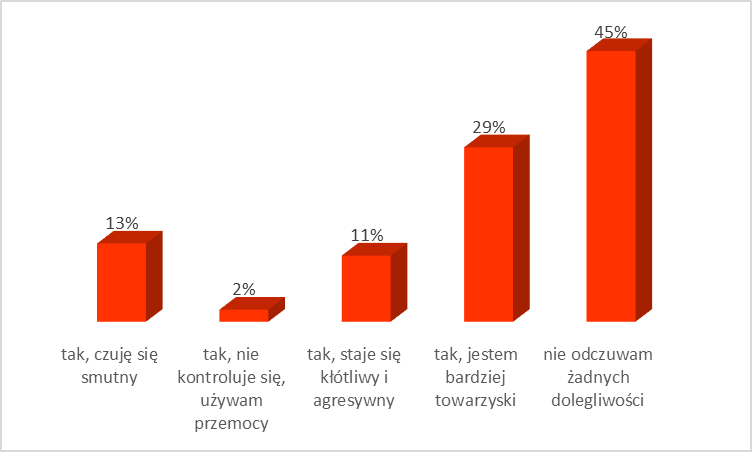 45%
29%
13%
11%
2%
tak, czuję się
smutny
tak, nie
kontroluje się,
używam
przemocy
tak, staje się
kłótliwy i
agresywny
tak, jestem
bardziej
towarzyski
nie odczuwam
żadnych
dolegliwości